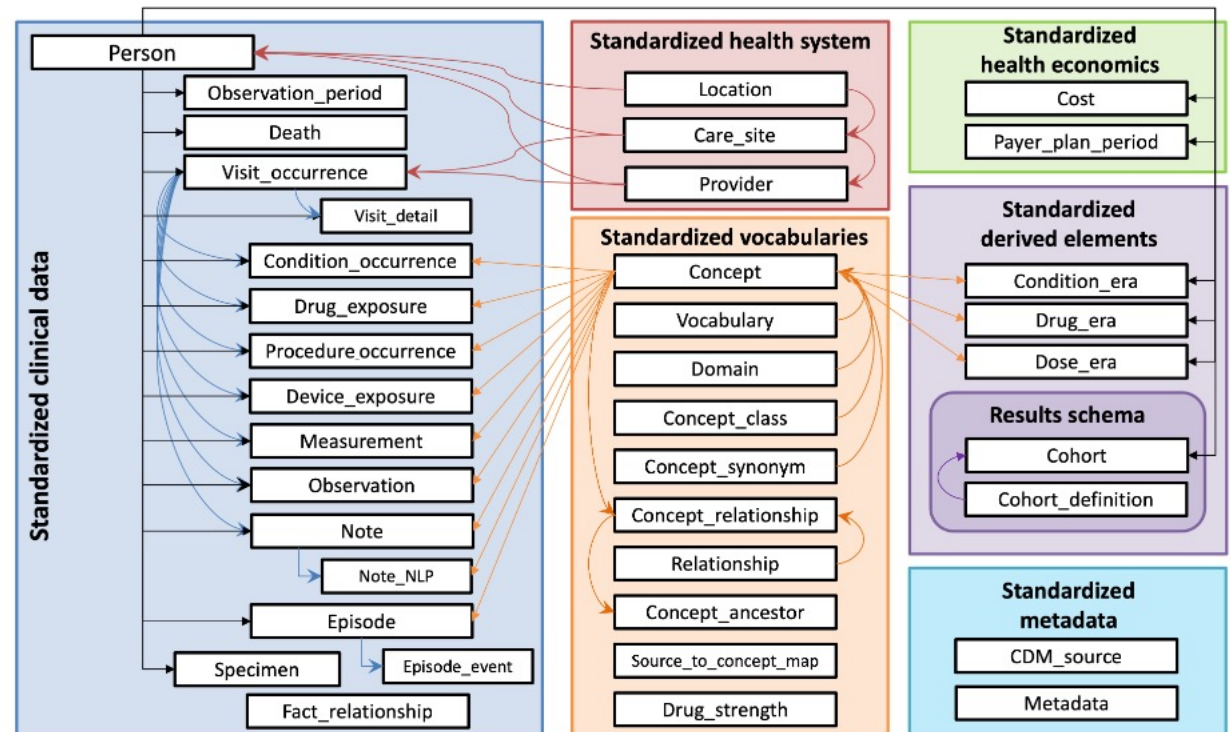 Standardized clinical data
Person
Observation_period
Death
Visit_occurrence
Visit_detail
Condition_occurrence
Drug_exposure
Procedure_occurrence
Device_exposure
Measurement
Observation
Note
Note_NLP
Episode
Episode_event
Specimen
Fact_relationship
Standardized health system
Location
Care_site
Provider
Standardized vocabularies
Concept
Vocabulary
Domain
Concept_class
Concept_synonym
Concept_relationship
Relationship
Concept_ancestor
Source_to_concept_map
Drug_strength
Standardized
health economics
Cost
Payer_plan_period
Standardized
derived elements
Condition_era
Drug_era
Dose_era
Results schema
Cohort
Cohort_definition
Standardized
metadata
CDM_source
Metadata